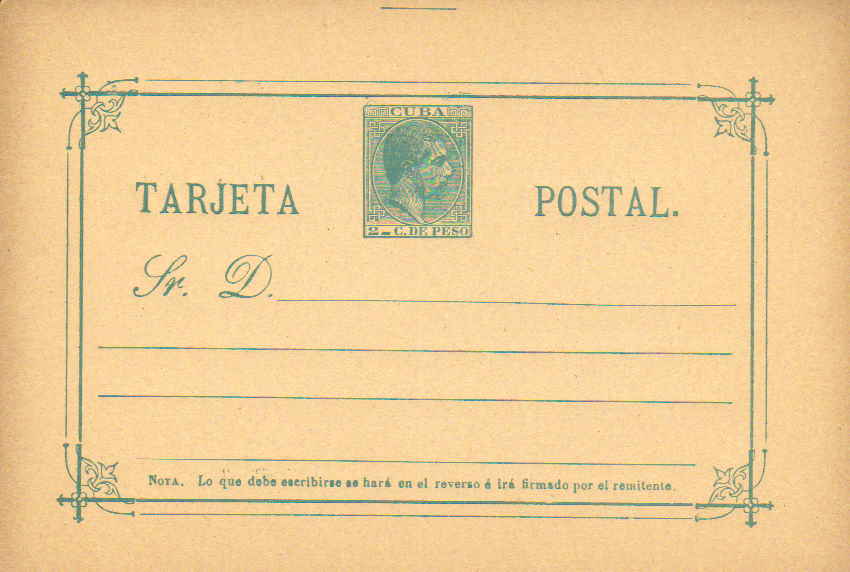 CUBA
TARJETA POSTAL.
2 - C. DE PESO
Sr. D.
NOTA. Lo que debe escribirse se hará en el reverso é irá firmado por el remitente.